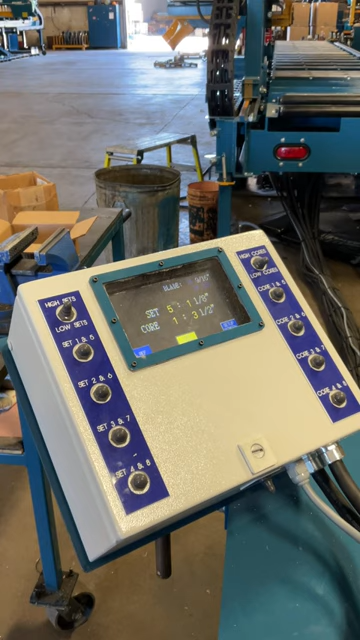 HIGH SETS
LOW SETS
SET 1 & 5
SET 2 & 6
SET 3 & 7
SET 4 & 8
BLADE:
SET 5 : 1 1/8"
CORE 1 : 3 1/2"
HIGH CORES
LOW CORES
CORE 1 & 5
CORE 2 & 6
CORE 3 & 7
CORE 4 & 8